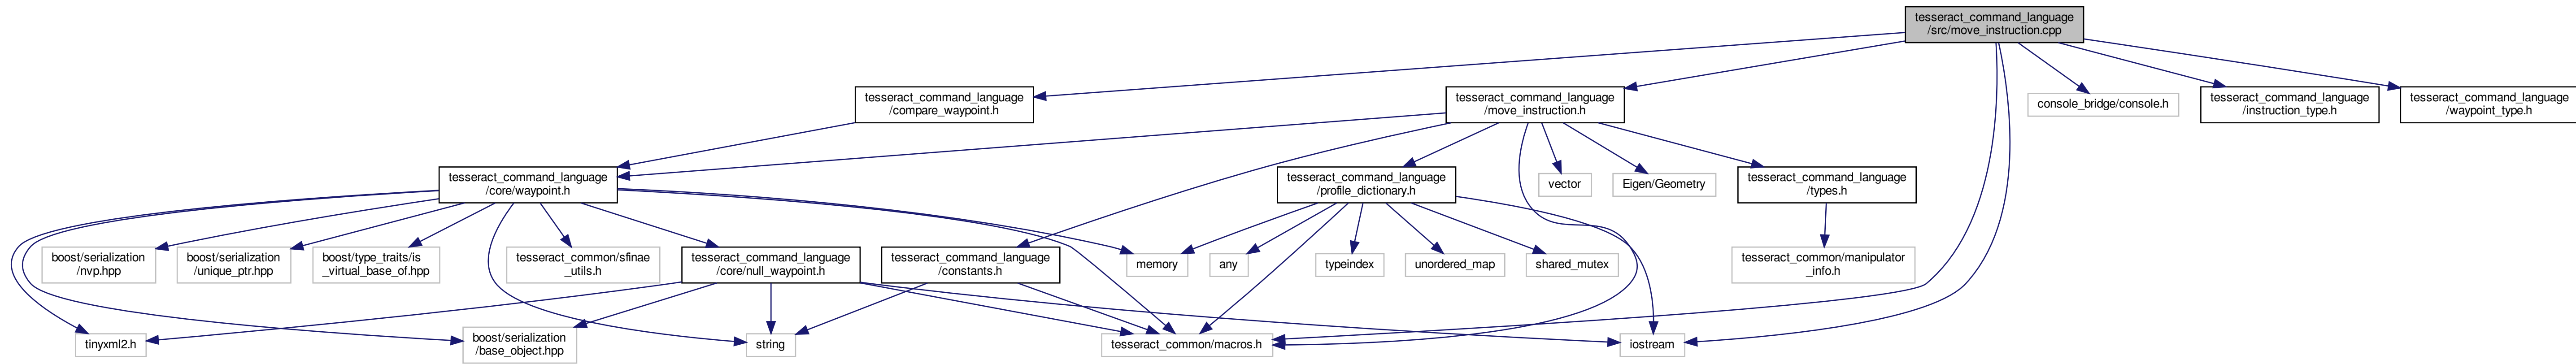 tesseract_command_language
/src/move_instruction.cpp
tesseract_command_language
/compare_waypoint.h
tesseract_command_language
/move_instruction.h
console_bridge/console.h
tesseract_command_language
/instruction_type.h
tesseract_command_language
/waypoint_type.h
tesseract_command_language
/core/waypoint.h
tesseract_command_language
/profile_dictionary.h
vector
Eigen/Geometry
tesseract_command_language
/types.h
boost/serialization
/nvp.hpp
boost/serialization
/unique_ptr.hpp
boost/type_traits/is
_virtual_base_of.hpp
tesseract_common/sfinae
_utils.h
tesseract_command_language
/core/null_waypoint.h
tesseract_command_language
/constants.h
memory
any
typeindex
unordered_map
shared_mutex
tesseract_common/manipulator
_info.h
tinyxml2.h
boost/serialization
/base_object.hpp
string
tesseract_common/macros.h
iostream